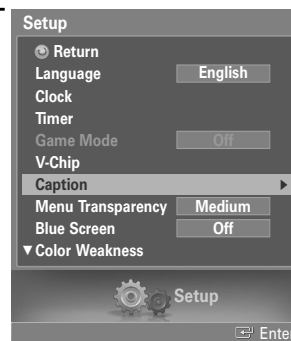 Setup
Return
Language English
Clock
Timer
Game Mode Off
V-Chip
Caption
Menu Transparency Medium
Blue Screen Off
Color Weakness
Setup
Enter